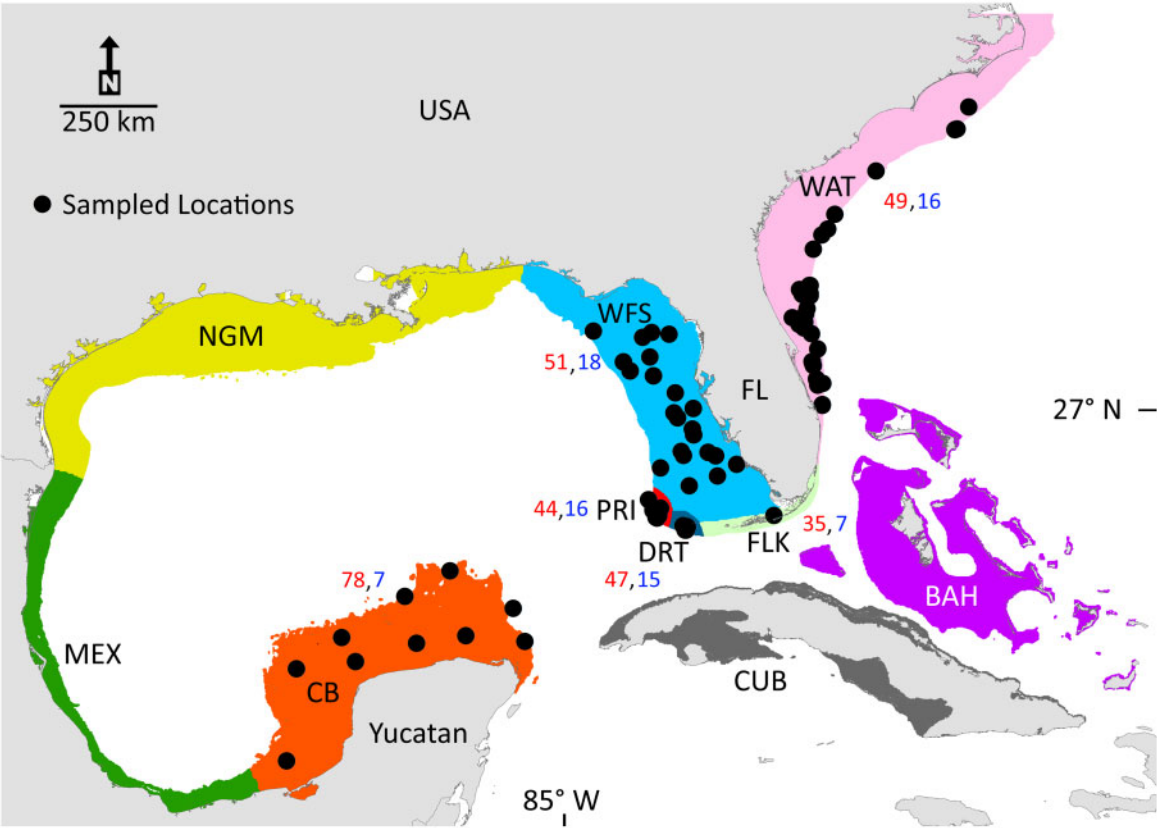 N
250 km
USA
Sampled Locations
WAT
49,16
NGM
WFS
51,18
FL
27° N
44,16
PRI
DRT
FLK
35,7
47,15
78,7
BAH
MEX
CB
CUB
Yucatan
85° W